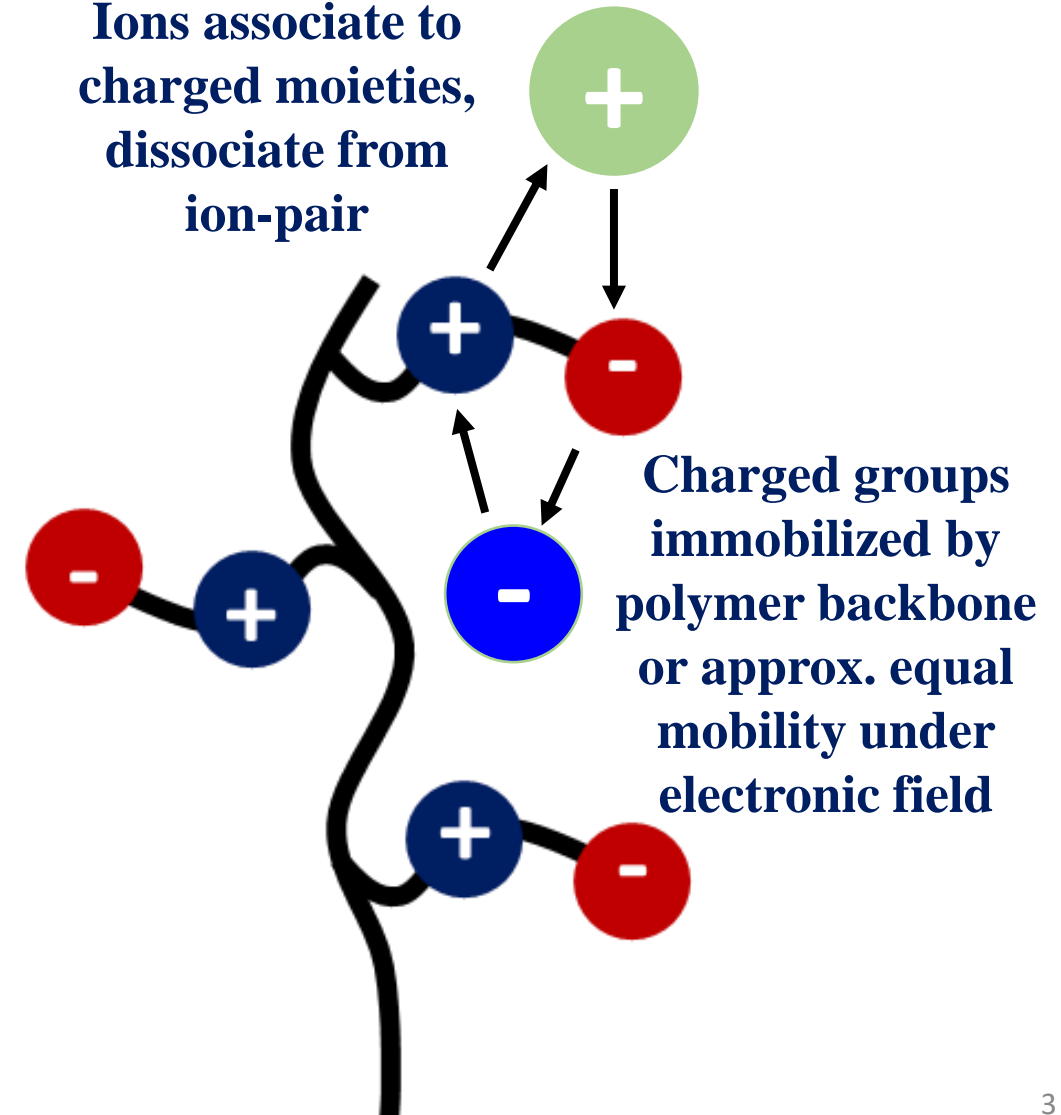 Ions associate to
charged moieties,
dissociate from
ion-pair
+
+
-
-
+
-
+
-
Charged groups
immobilized by
polymer backbone
or approx. equal
mobility under
electronic field
3